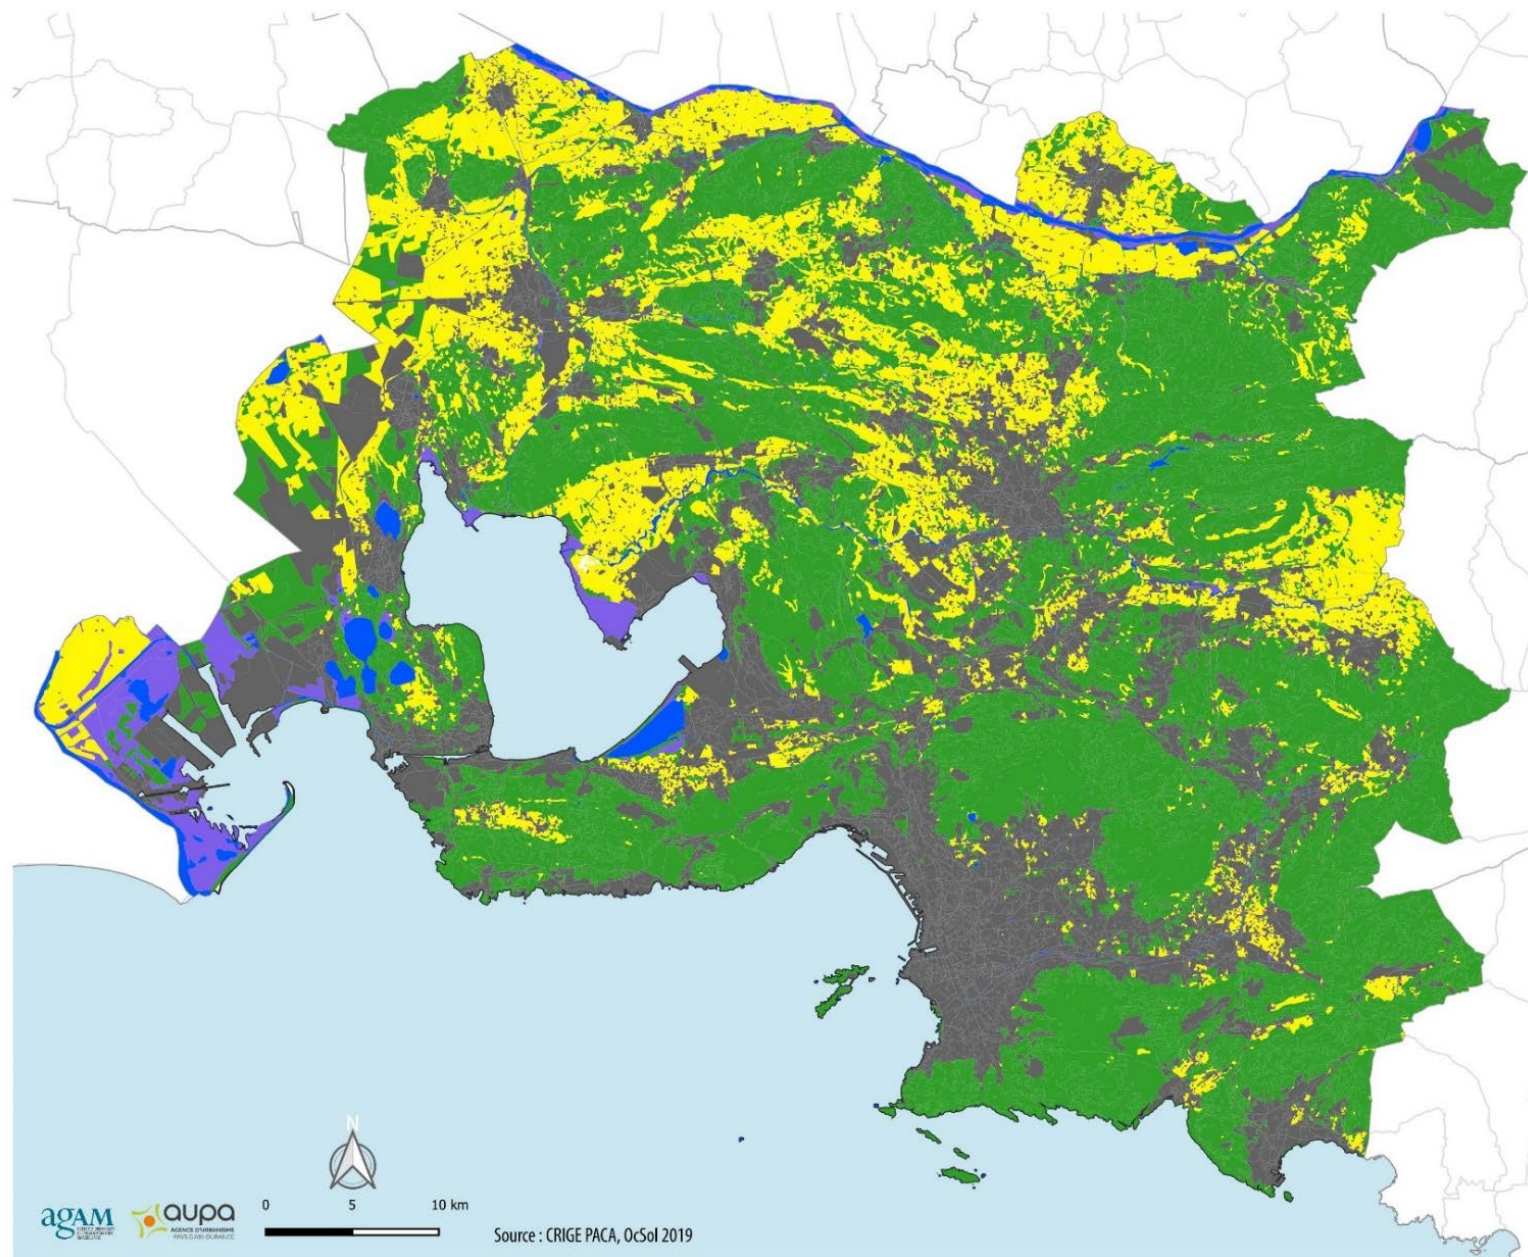 N
agAM
aupa
AGENCE D'URBANISME
PAYS D'AIX-DURANCE
0 5 10 km
Source : CRIGE PACA, OcSol 2019